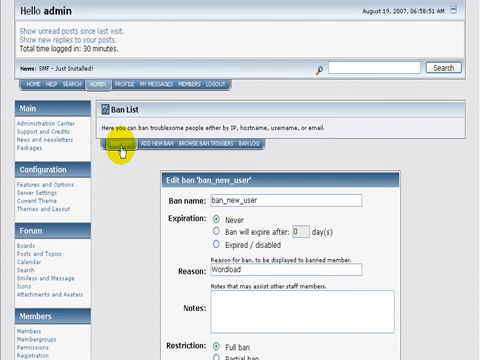 Hello admin
August 19, 2007, 06:58:51 AM
Show unread posts since last visit.
Show new replies to your posts.
Total time logged in: 30 minutes.
News: SMF - Just Installed!
Search
HOME HELP SEARCH ADMIN PROFILE MY MESSAGES MEMBERS LOGOUT
Main
Administration Center
Support and Credits
News and newsletters
Packages
Configuration
Features and Options
Server Settings
Current Theme
Themes and Layout
Forum
Boards
Posts and Topics
Calendar
Search
Smileys and Message
Icons
Attachments and Avatars
Members
Members
Membergroups
Permissions
Registration
Ban List
Here you can ban troublesome people either by IP, hostname, username, or email.
BAN LIST ADD NEW BAN BROWSE BAN TRIGGERS BAN LOG
Edit ban 'ban_new_user'
Ban name: ban_new_user
Expiration: Never
Ban will expire after: 0 day(s)
Expired / disabled
Reason for ban, to be displayed to banned member.
Reason: Wordload
Notes that may assist other staff members.
Notes:
Restriction: Full ban
Partial ban